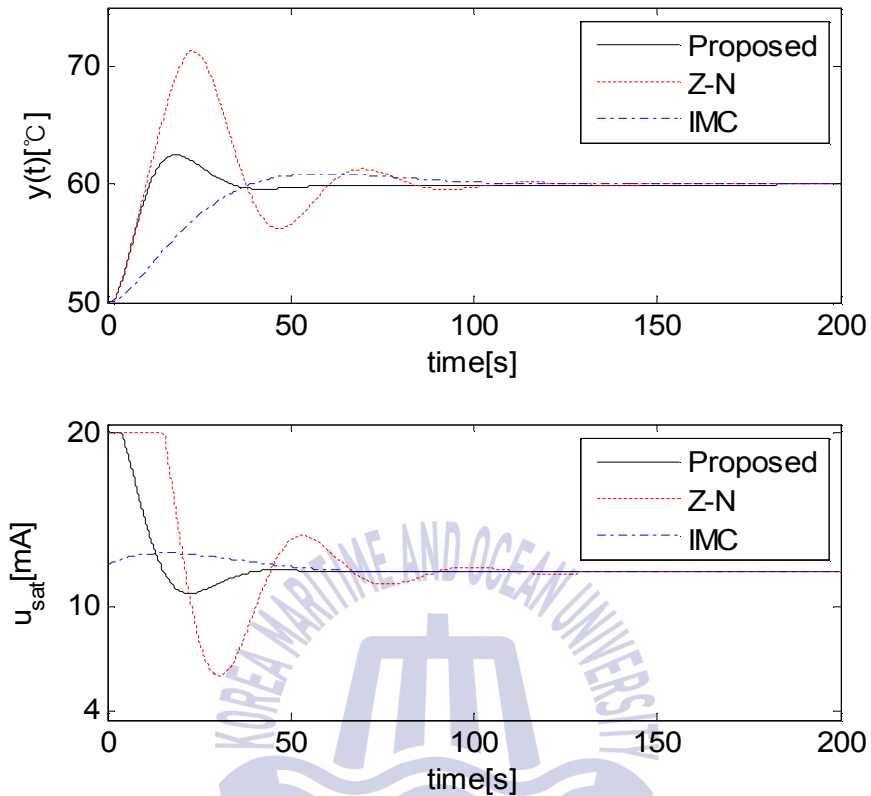 70
60
50
y(t)[℃]
Proposed
Z-N
IMC
0
50
100
150
200
time[s]
20
10
4
u_sat[mA]
Proposed
Z-N
IMC
KOREA MARITIME AND OCEAN UNIVERSITY
0
50
100
150
200
time[s]